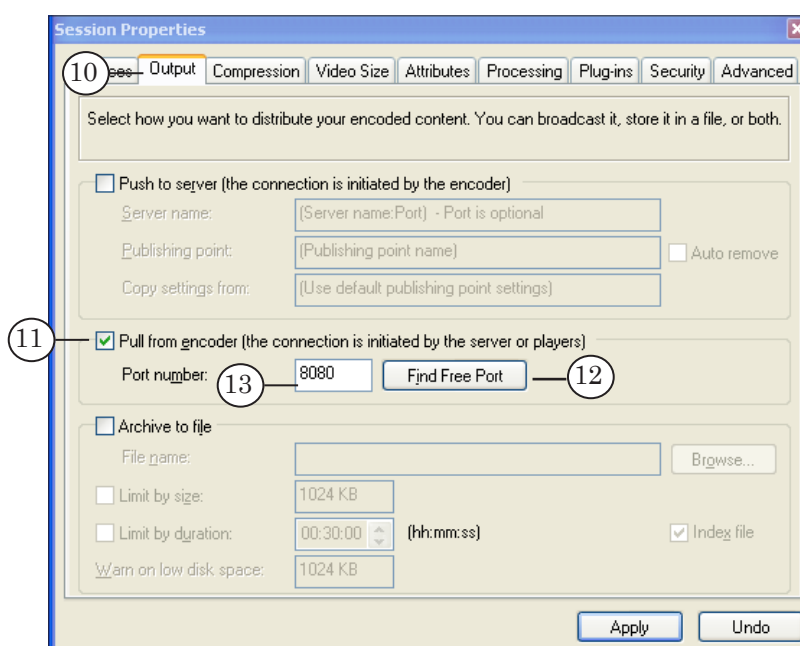 Session Properties
10 Output Compression Video Size Attributes Processing Plug-ins Security Advanced
Select how you want to distribute your encoded content. You can broadcast it, store it in a file, or both.
Push to server (the connection is initiated by the encoder)
Server name: (Server name:Port) - Port is optional
Publishing point: (Publishing point name) Auto remove
Copy settings from: (Use default publishing point settings)
11 Pull from encoder (the connection is initiated by the server or players)
Port number: 13 8080 Find Free Port 12
Archive to file
File name: Browse...
Limit by size: 1024 KB
Limit by duration: 00:30:00 (hh:mm:ss) Index file
Warn on low disk space: 1024 KB
Apply Undo